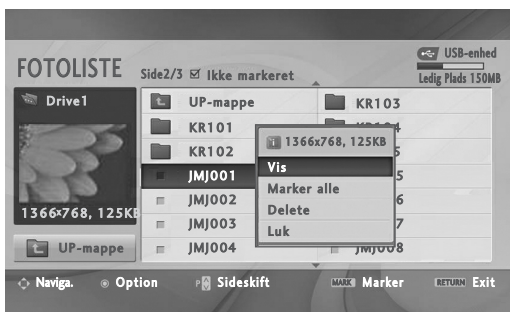 USB-enhed
FOTOLISTE Side2/3 Ikke markeret Ledig Plads 150MB
Drive1
UP-mappe KR103
KR101
KR102
JMJ001
JMJ002
JMJ003
JMJ004 JMJ008
1366x768, 125KB
Vis
Marker alle
Delete
Luk
1366x768, 125K
UP-mappe
Naviga. Option Sideskift MARK Marker RETURN Exit